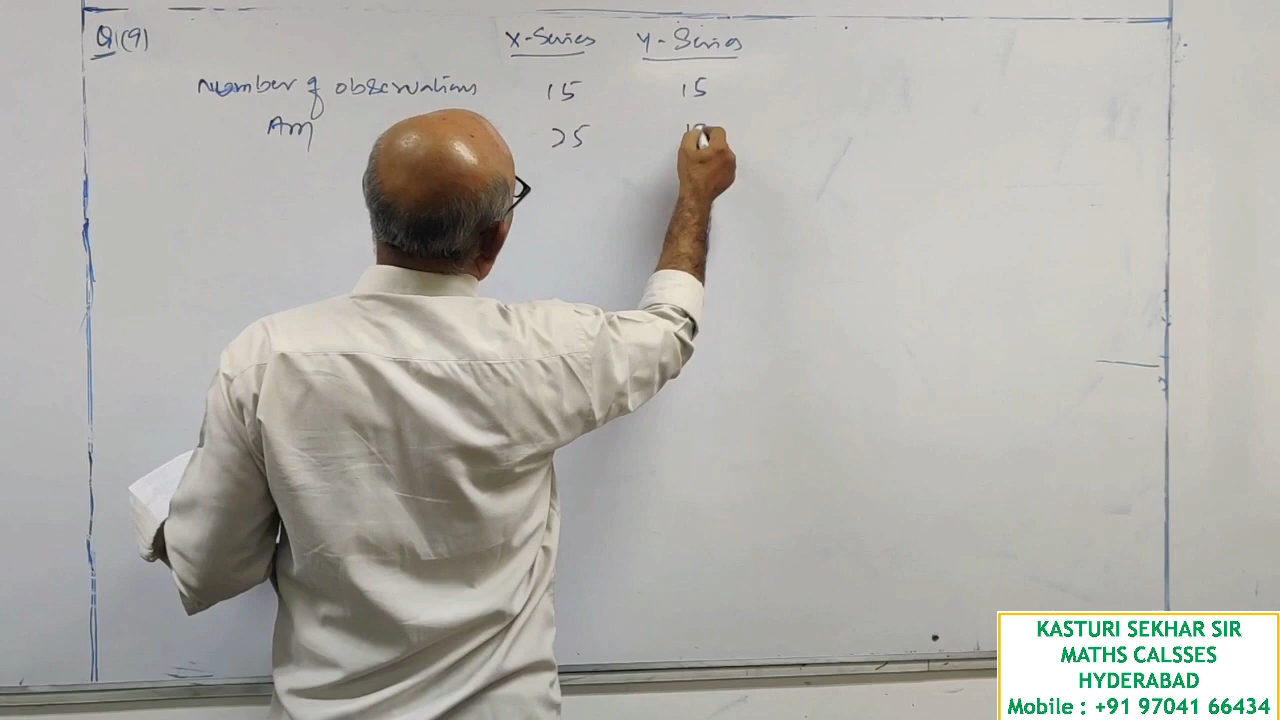 Q1(9) X-Series Y-Series
Number of observations 15 15
Am 25
KASTURI SEKHAR SIR
MATHS CALSSES
HYDERABAD
Mobile : +91 97041 66434